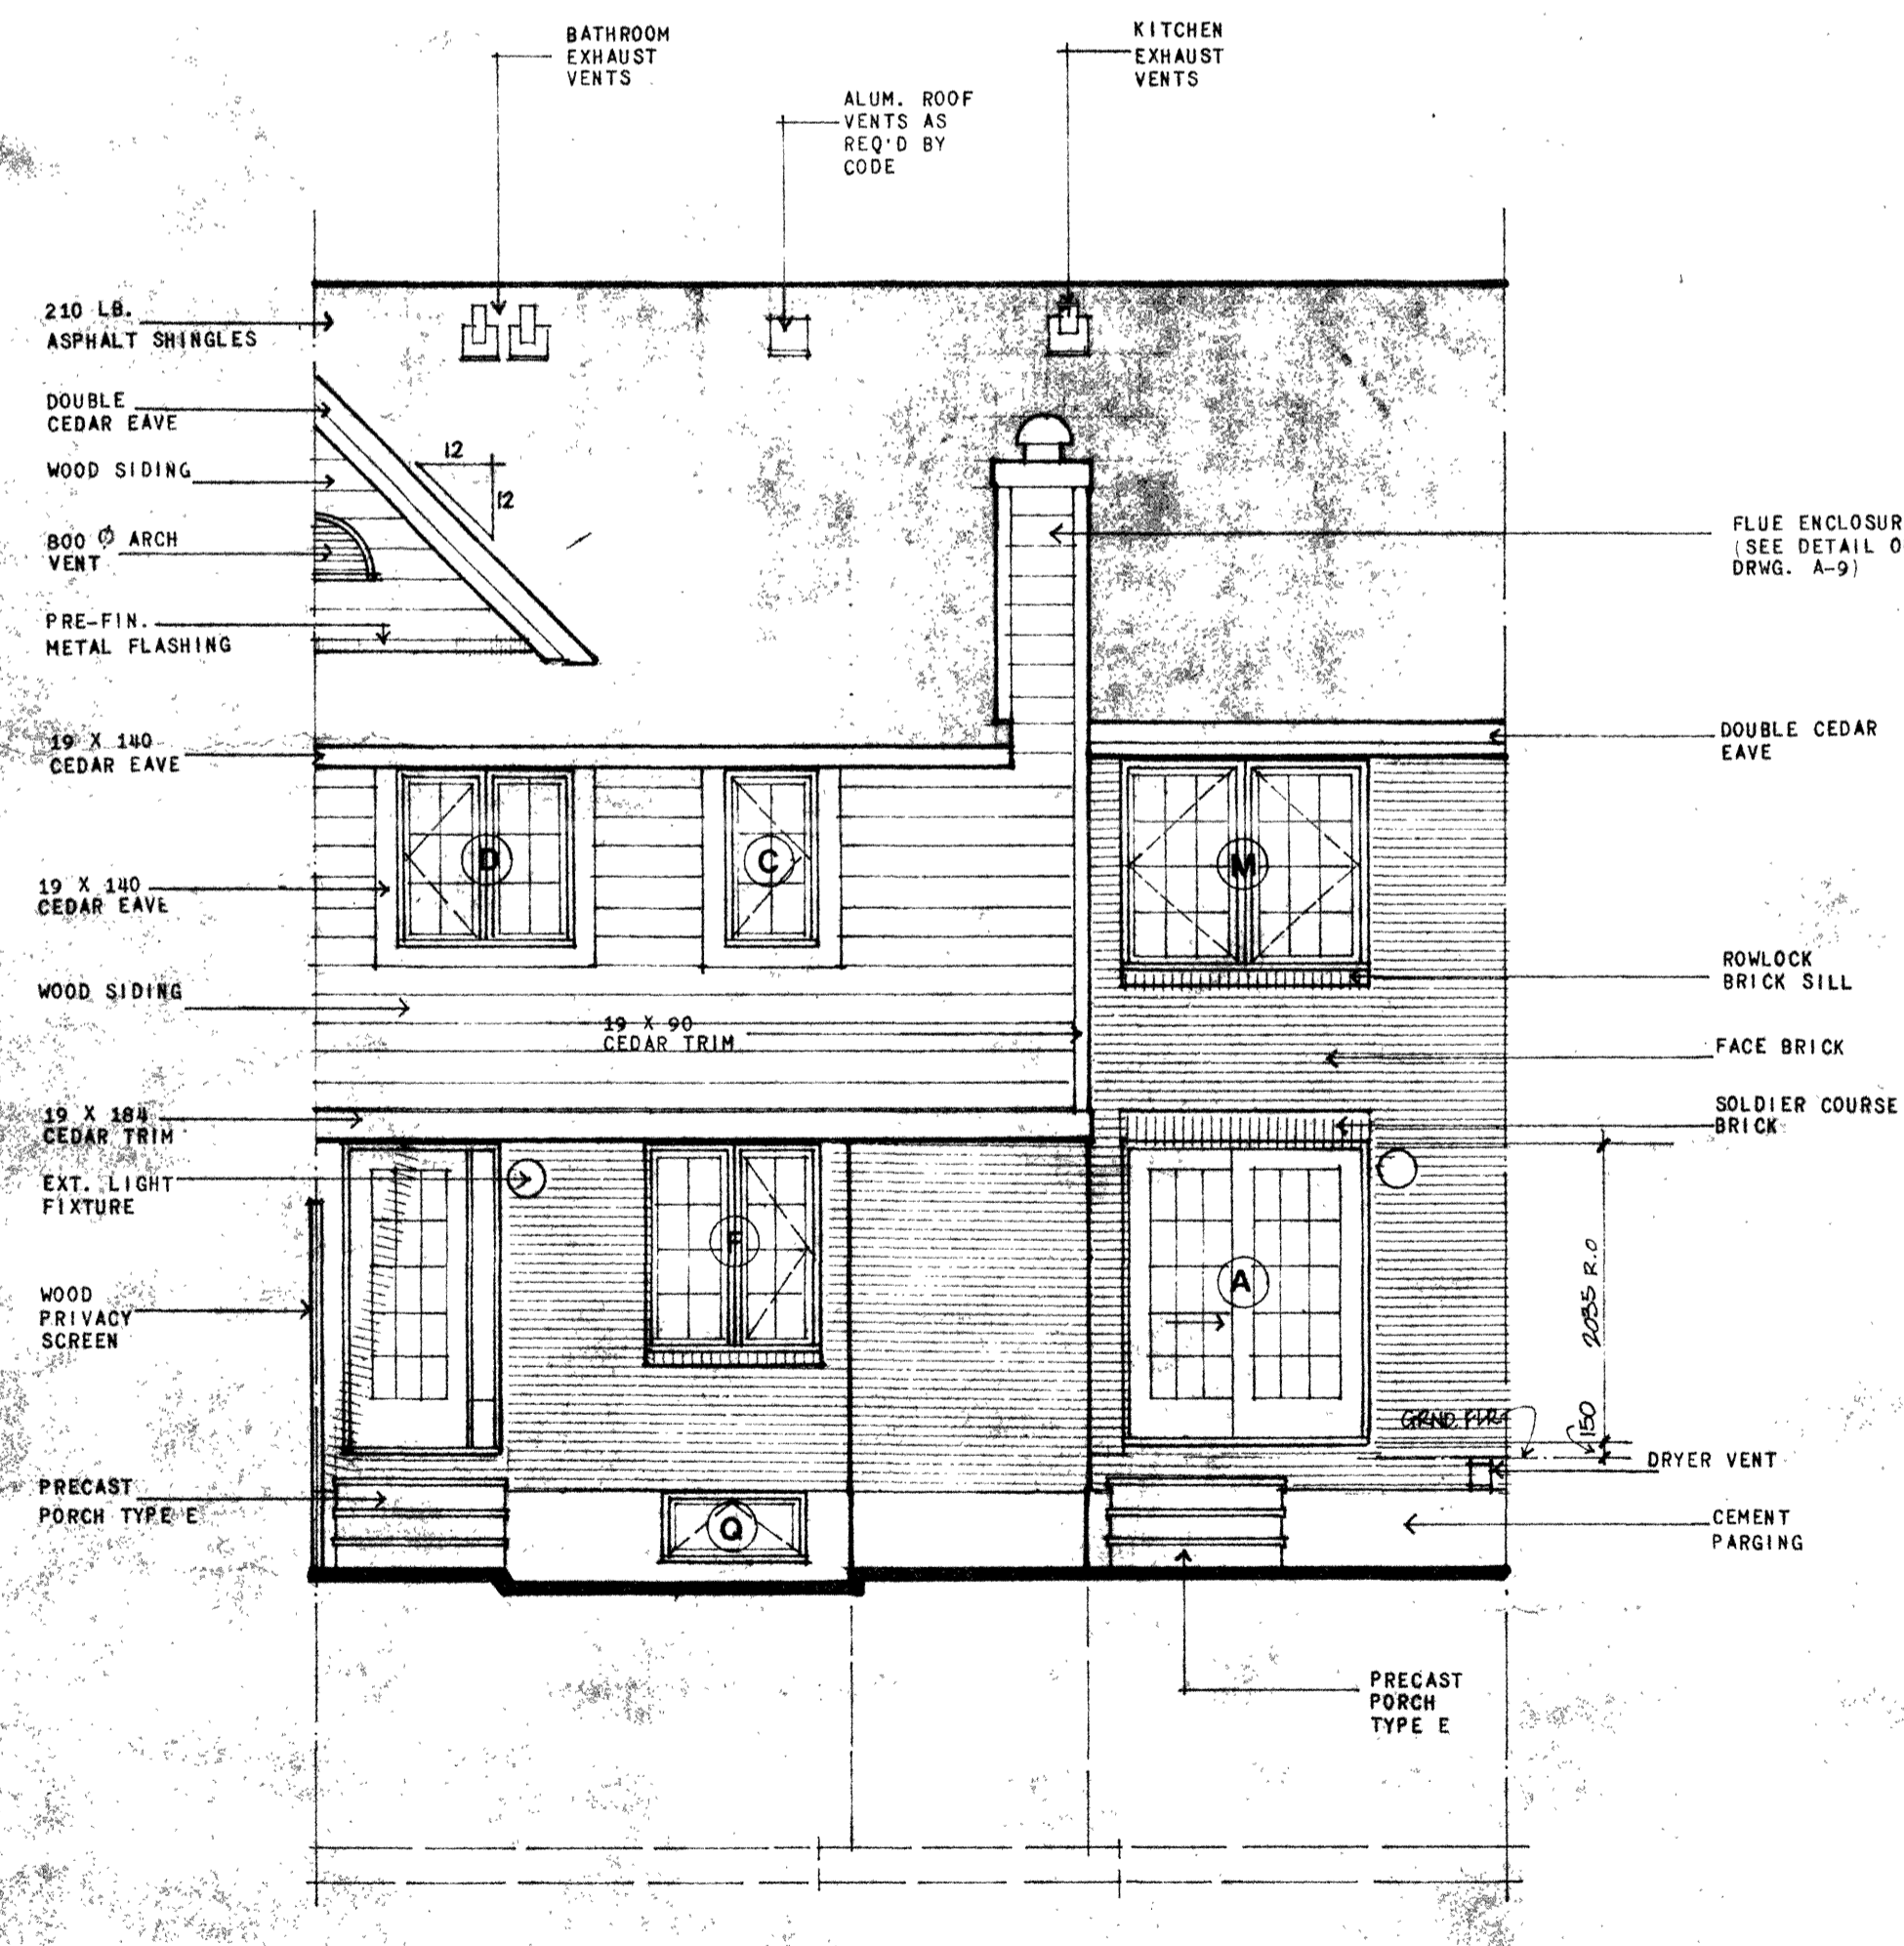 BATHROOM
EXHAUST
VENTS
KITCHEN
EXHAUST
VENTS
ALUM. ROOF
VENTS AS
REQ'D BY
CODE
210 LB.
ASPHALT SHINGLES
DOUBLE
CEDAR EAVE
12
12
WOOD SIDING
800 Ø ARCH
VENT
PRE-FIN.
METAL FLASHING
FLUE ENCLOSUR
(SEE DETAIL O
DRWG. A-9)
19 X 140
CEDAR EAVE
DOUBLE CEDAR
EAVE
D
C
M
19 X 140
CEDAR EAVE
ROWLOCK
BRICK SILL
WOOD SIDING
19 X 90
CEDAR TRIM
FACE BRICK
19 X 184
CEDAR TRIM
SOLDIER COURSE
BRICK
EXT. LIGHT
FIXTURE
F
A
2035 R.O
WOOD
PRIVACY
SCREEN
GRND. FLR
150
DRYER VENT
PRECAST
PORCH TYPE E
Q
CEMENT
PARGING
PRECAST
PORCH
TYPE E